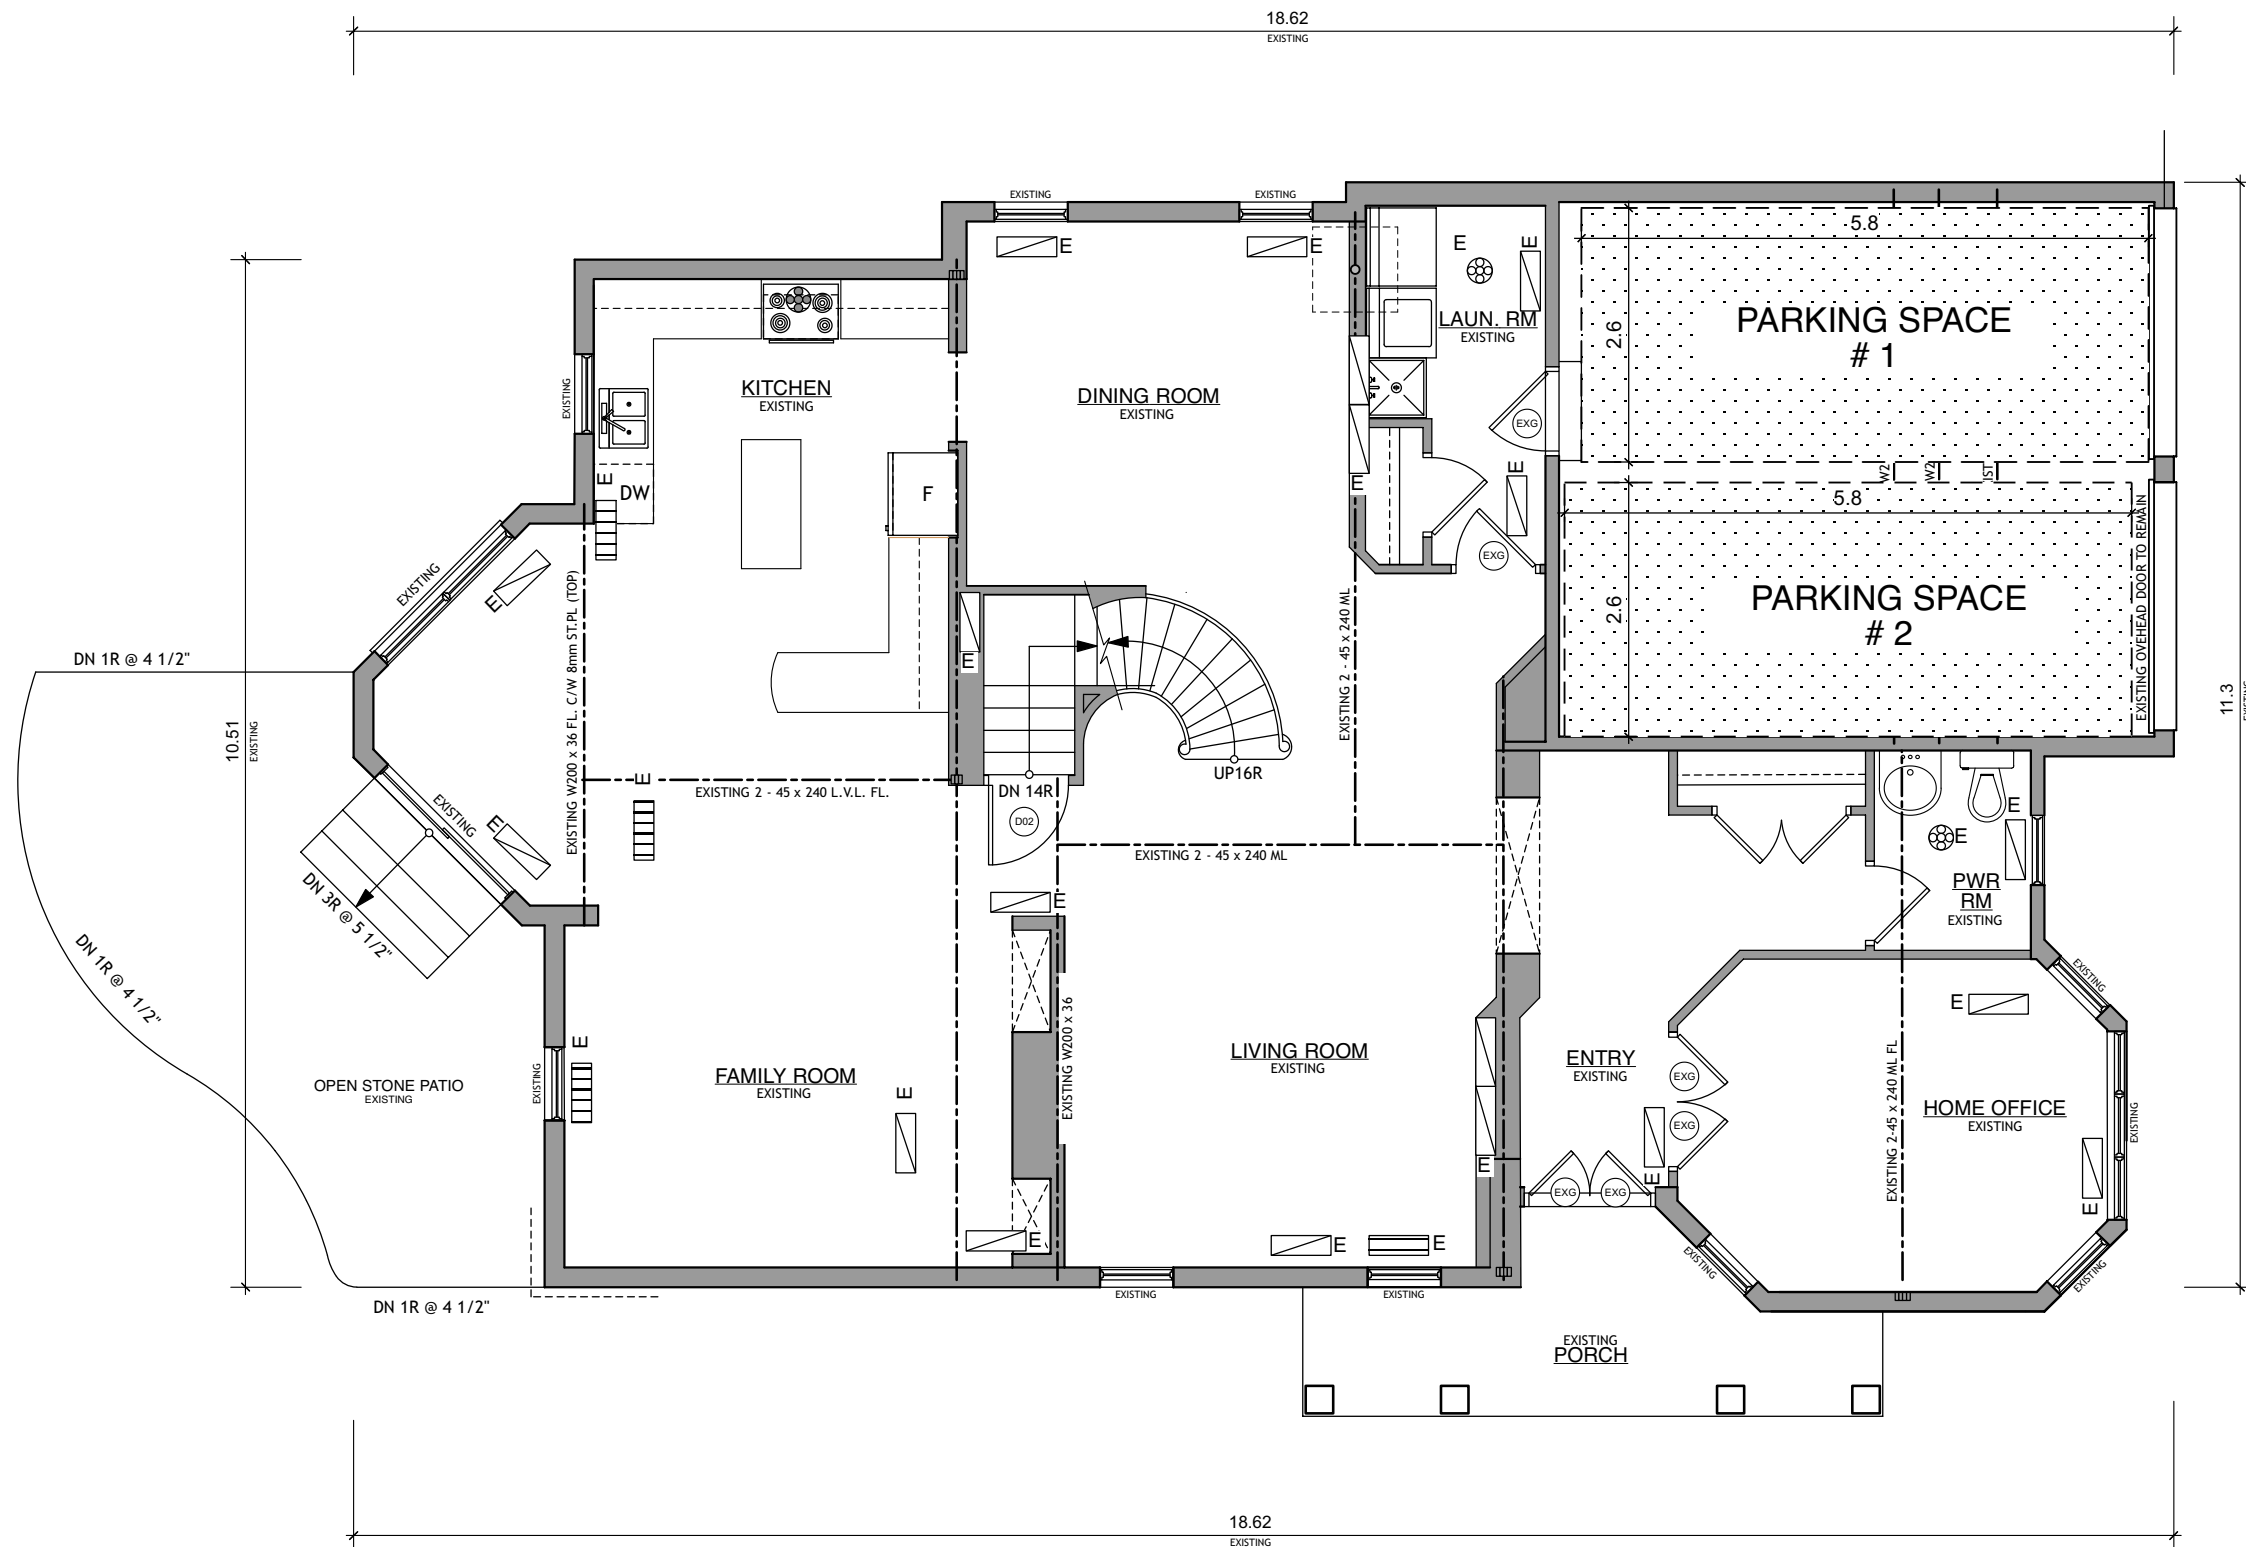 18.62
EXISTING
EXISTING
EXISTING
E
E
E
E
5.8
2.6
PARKING SPACE
# 1
LAUN. RM
EXISTING
KITCHEN
EXISTING
EXISTING
DINING ROOM
EXISTING
EXG
E
DW
F
E
E
W2
W2
IST
5.8
EXG
EXISTING
E
2.6
PARKING SPACE
# 2
EXISTING OVEHEAD DOOR TO REMAIN
EXISTING W200 x 36 FL. C/W 8mm ST.PL (TOP)
EXISTING 2 - 45 x 240 ML
DN 1R @ 4 1/2"
E
10.51
EXISTING
11.3
EXISTING
UP16R
E
EXISTING 2 - 45 x 240 L.V.L. FL.
DN 14R
D02
EXISTING
E
E
E
EXISTING 2 - 45 x 240 ML
PWR
RM
EXISTING
DN 3R @ 5 1/2"
E
DN 1R @ 4 1/2"
EXISTING
E
EXISTING W200 x 36
E
LIVING ROOM
EXISTING
ENTRY
EXISTING
EXG
OPEN STONE PATIO
EXISTING
EXISTING
FAMILY ROOM
EXISTING
E
EXISTING 2-45 x 240 ML FL
HOME OFFICE
EXISTING
EXISTING
EXG
E
E
E
EXG
EXG
E
E
E
EXISTING
EXISTING
DN 1R @ 4 1/2"
EXISTING
EXISTING
EXISTING
PORCH
18.62
EXISTING